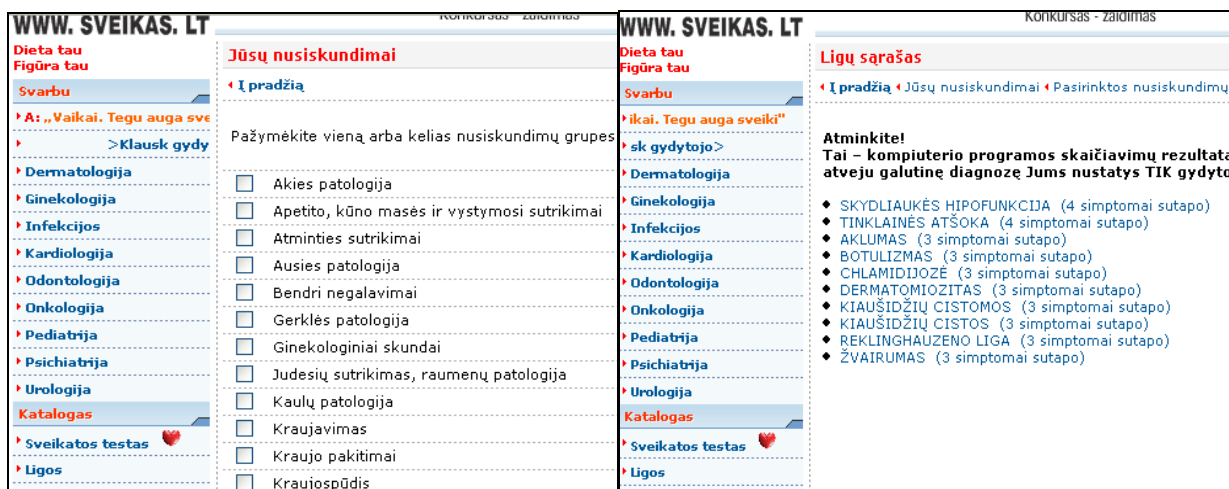 WWW. SVEIKAS. LT
Dieta tau
Figūra tau
Svarbu
A: „Vaikai. Tegu auga sve
>Klausk gydy
Dermatologija
Ginekologija
Infekcijos
Kardiologija
Odontologija
Onkologija
Pediatrija
Psichiatrija
Urologija
Katalogas
Sveikatos testas
Ligos
Konkursas - žaidimas
Jūsų nusiskundimai
Į pradžią
Pažymėkite vieną arba kelias nusiskundimų grupes
Akies patologija
Apetito, kūno masės ir vystymosi sutrikimai
Atminties sutrikimai
Ausies patologija
Bendri negalavimai
Gerklės patologija
Ginekologiniai skundai
Judesių sutrikimas, raumenų patologija
Kaulų patologija
Kraujavimas
Kraujo pakitimai
Kraujospūdis
WWW. SVEIKAS. LT
Dieta tau
Figūra tau
Svarbu
ikai. Tegu auga sveiki"
sk gydytojo>
Dermatologija
Ginekologija
Infekcijos
Kardiologija
Odontologija
Onkologija
Pediatrija
Psichiatrija
Urologija
Katalogas
Sveikatos testas
Ligos
Konkursas - žaidimas
Ligų sąrašas
Į pradžią Jūsų nusiskundimai Pasirinktos nusiskundimų
Atminkite!
Tai – kompiuterio programos skaičiavimų rezultata
atveju galutinę diagnozę Jums nustatys TIK gydyto
SKYDLIAUKĖS HIPOFUNKCIJA (4 simptomai sutapo)
TINKLAINĖS ATŠOKA (4 simptomai sutapo)
AKLUMAS (3 simptomai sutapo)
BOTULIZMAS (3 simptomai sutapo)
CHLAMIDIJOZĖ (3 simptomai sutapo)
DERMATOMIOZITAS (3 simptomai sutapo)
KIAUŠIDŽIŲ CISTOMOS (3 simptomai sutapo)
KIAUŠIDŽIŲ CISTOS (3 simptomai sutapo)
REKLINGHAUZENO LIGA (3 simptomai sutapo)
ŽVAIRUMAS (3 simptomai sutapo)